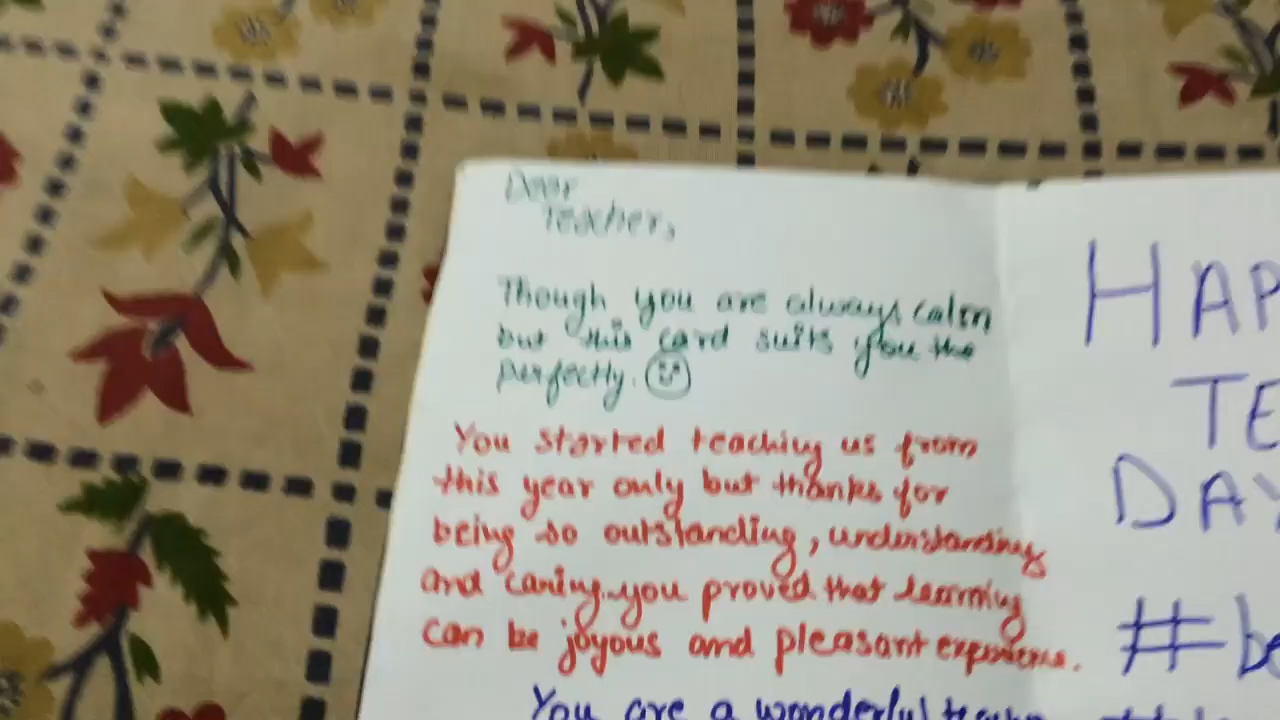 Dear
Teacher,
Though you are always calm
but this card suits you the
perfectly.
You started teaching us from
this year only but thanks for
being so outstanding, understanding
and caring. you proved that learning
can be joyous and pleasant experience.
You are a wonderful
HAP
TE
DAY
#be